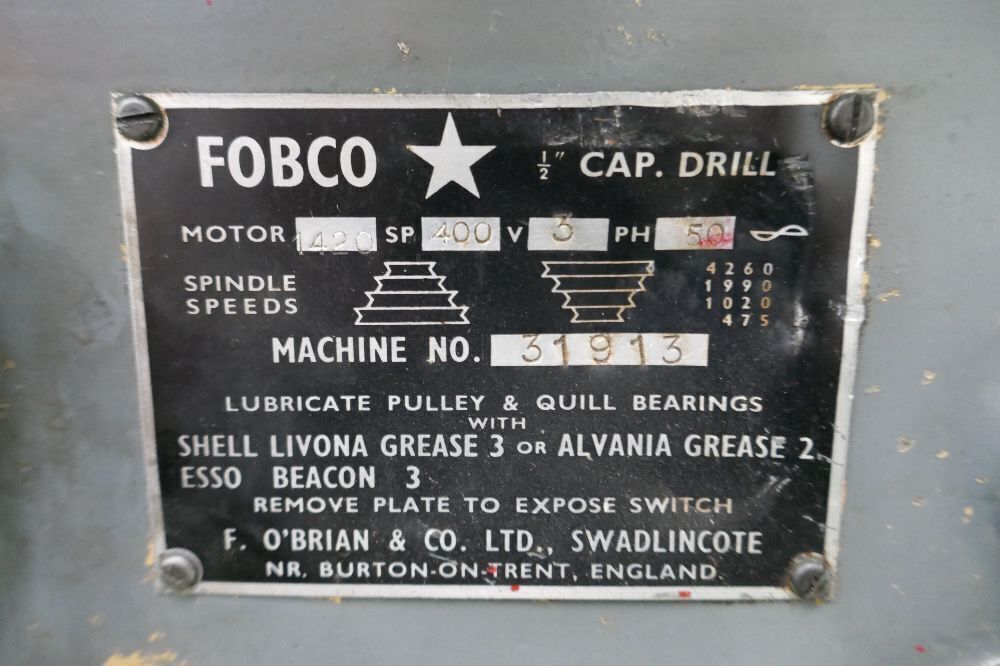 FOBCO ½" CAP. DRILL
MOTOR 1420 SP 400 V 3 PH 50
SPINDLE SPEEDS
4260
1990
1020
475
MACHINE NO. 31913
LUBRICATE PULLEY & QUILL BEARINGS
WITH
SHELL LIVONA GREASE 3 OR ALVANIA GREASE 2
ESSO BEACON 3
REMOVE PLATE TO EXPOSE SWITCH
F. O'BRIAN & CO. LTD., SWADLINCOTE
NR. BURTON-ON-TRENT, ENGLAND.